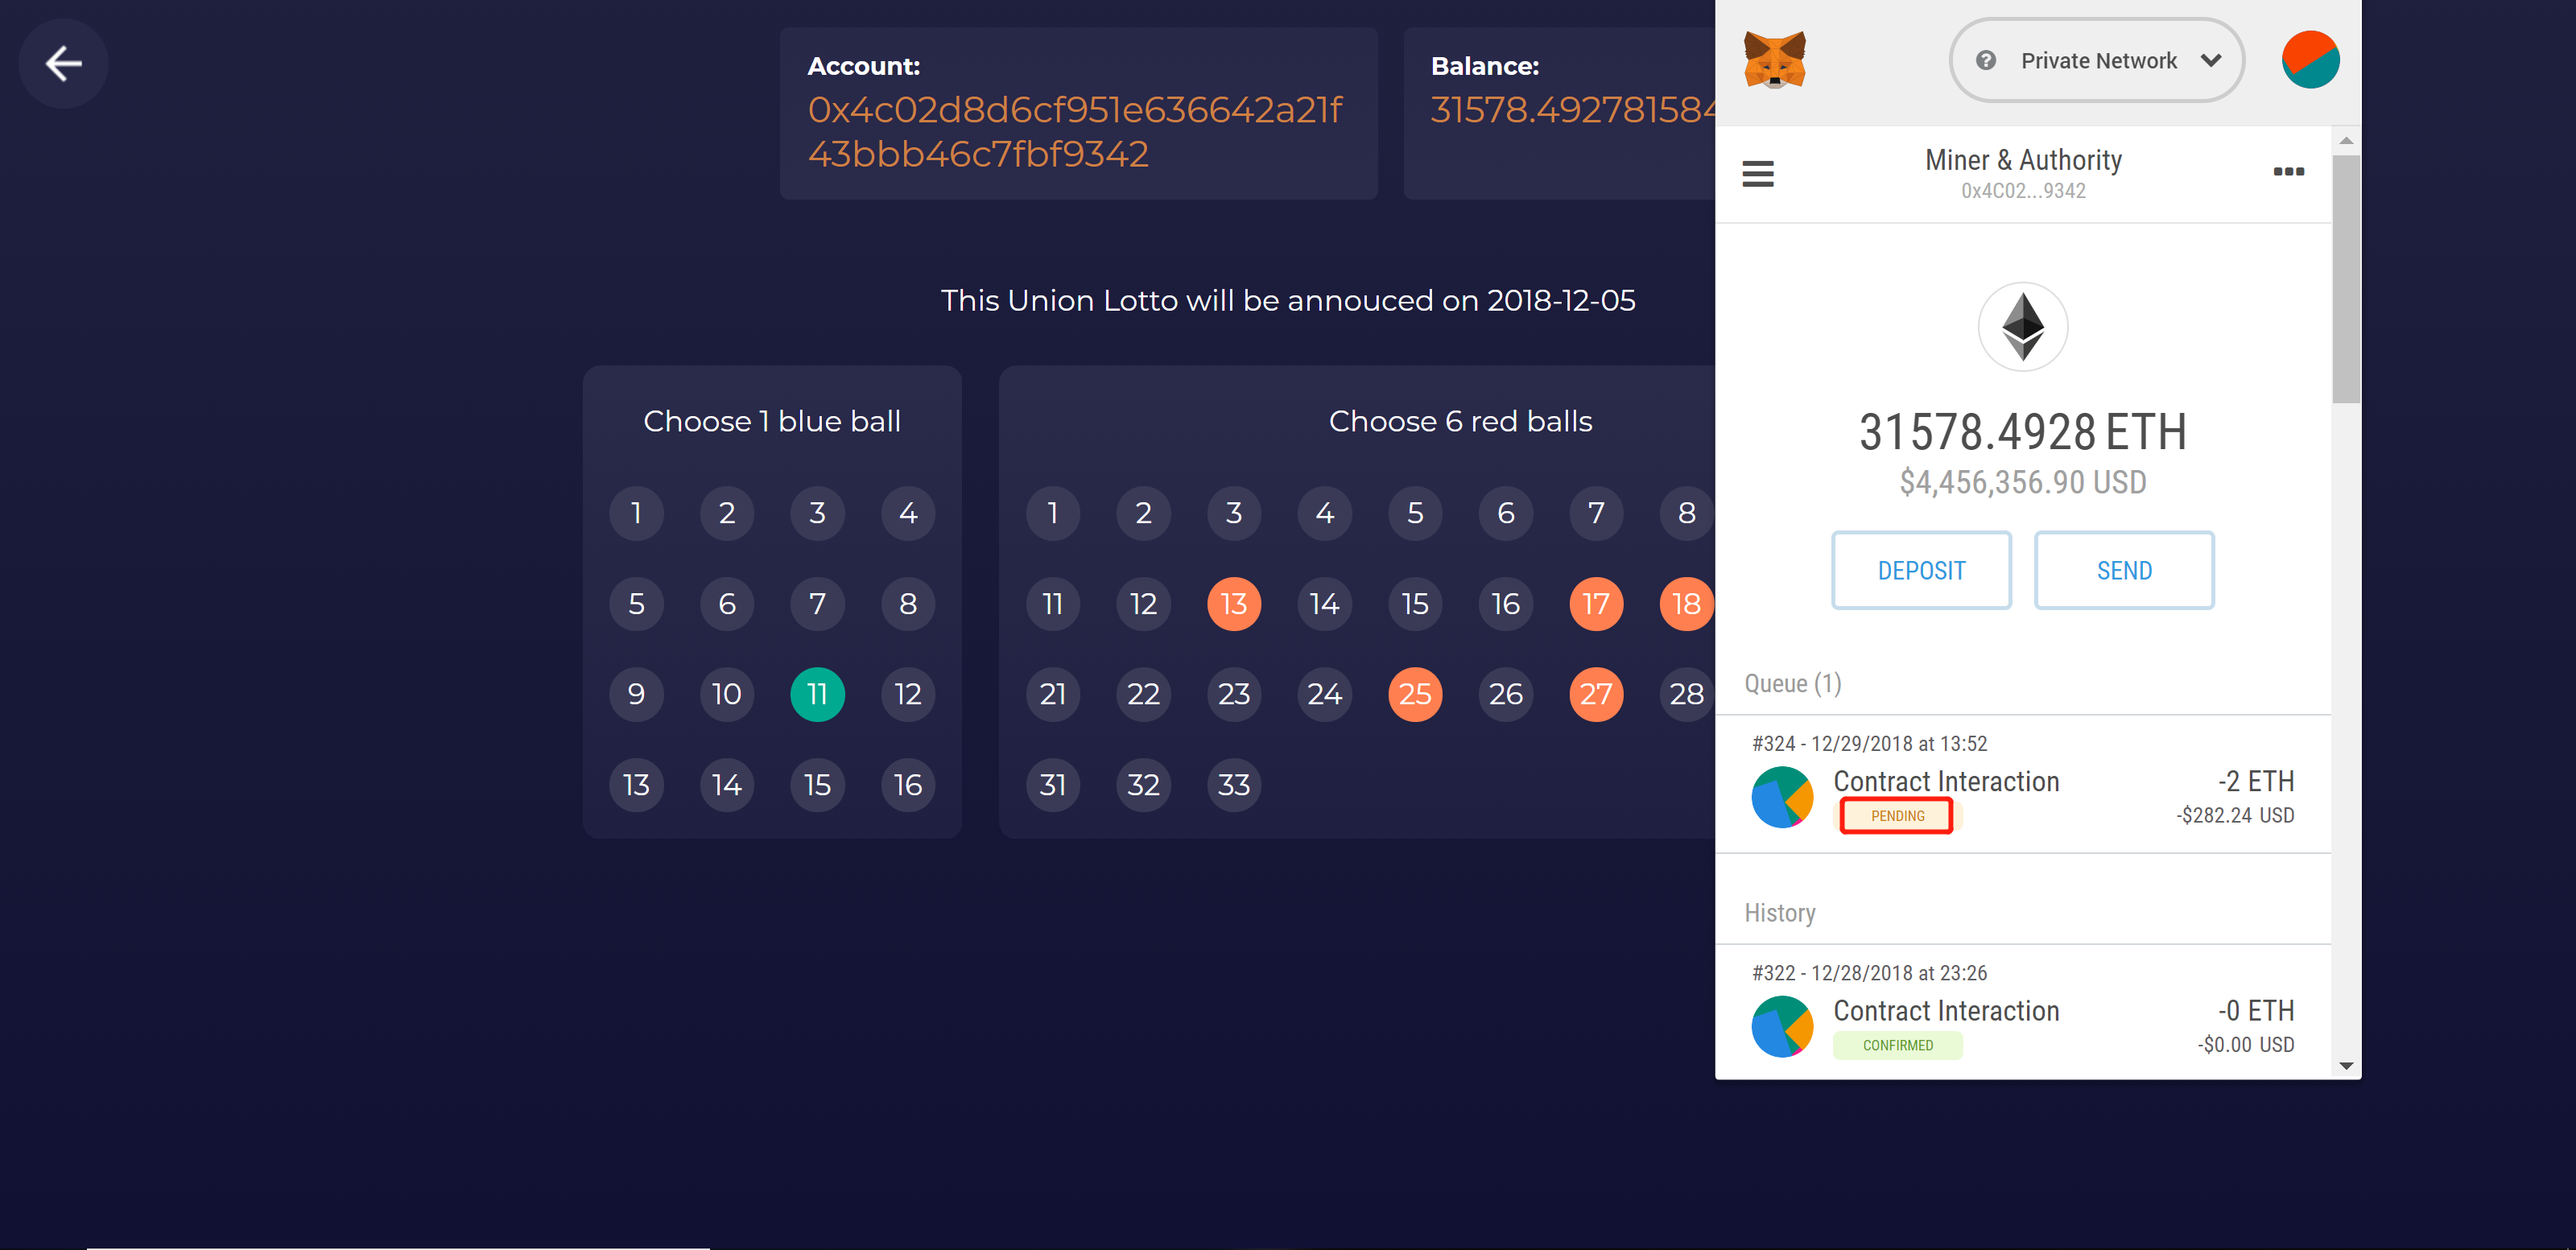 Account:
0x4c02d8d6cf951e636642a21f
43bbb46c7fbf9342
Balance:
31578.492781584
This Union Lotto will be annouced on 2018-12-05
Choose 1 blue ball
1 2 3 4
5 6 7 8
9 10 11 12
13 14 15 16
Choose 6 red balls
1 2 3 4 5 6 7 8
11 12 13 14 15 16 17 18
21 22 23 24 25 26 27 28
31 32 33
Private Network
Miner & Authority
0x4C02...9342
31578.4928 ETH
$4,456,356.90 USD
DEPOSIT SEND
Queue (1)
#324 - 12/29/2018 at 13:52
Contract Interaction -2 ETH
PENDING -$282.24 USD
History
#322 - 12/28/2018 at 23:26
Contract Interaction -0 ETH
CONFIRMED -$0.00 USD